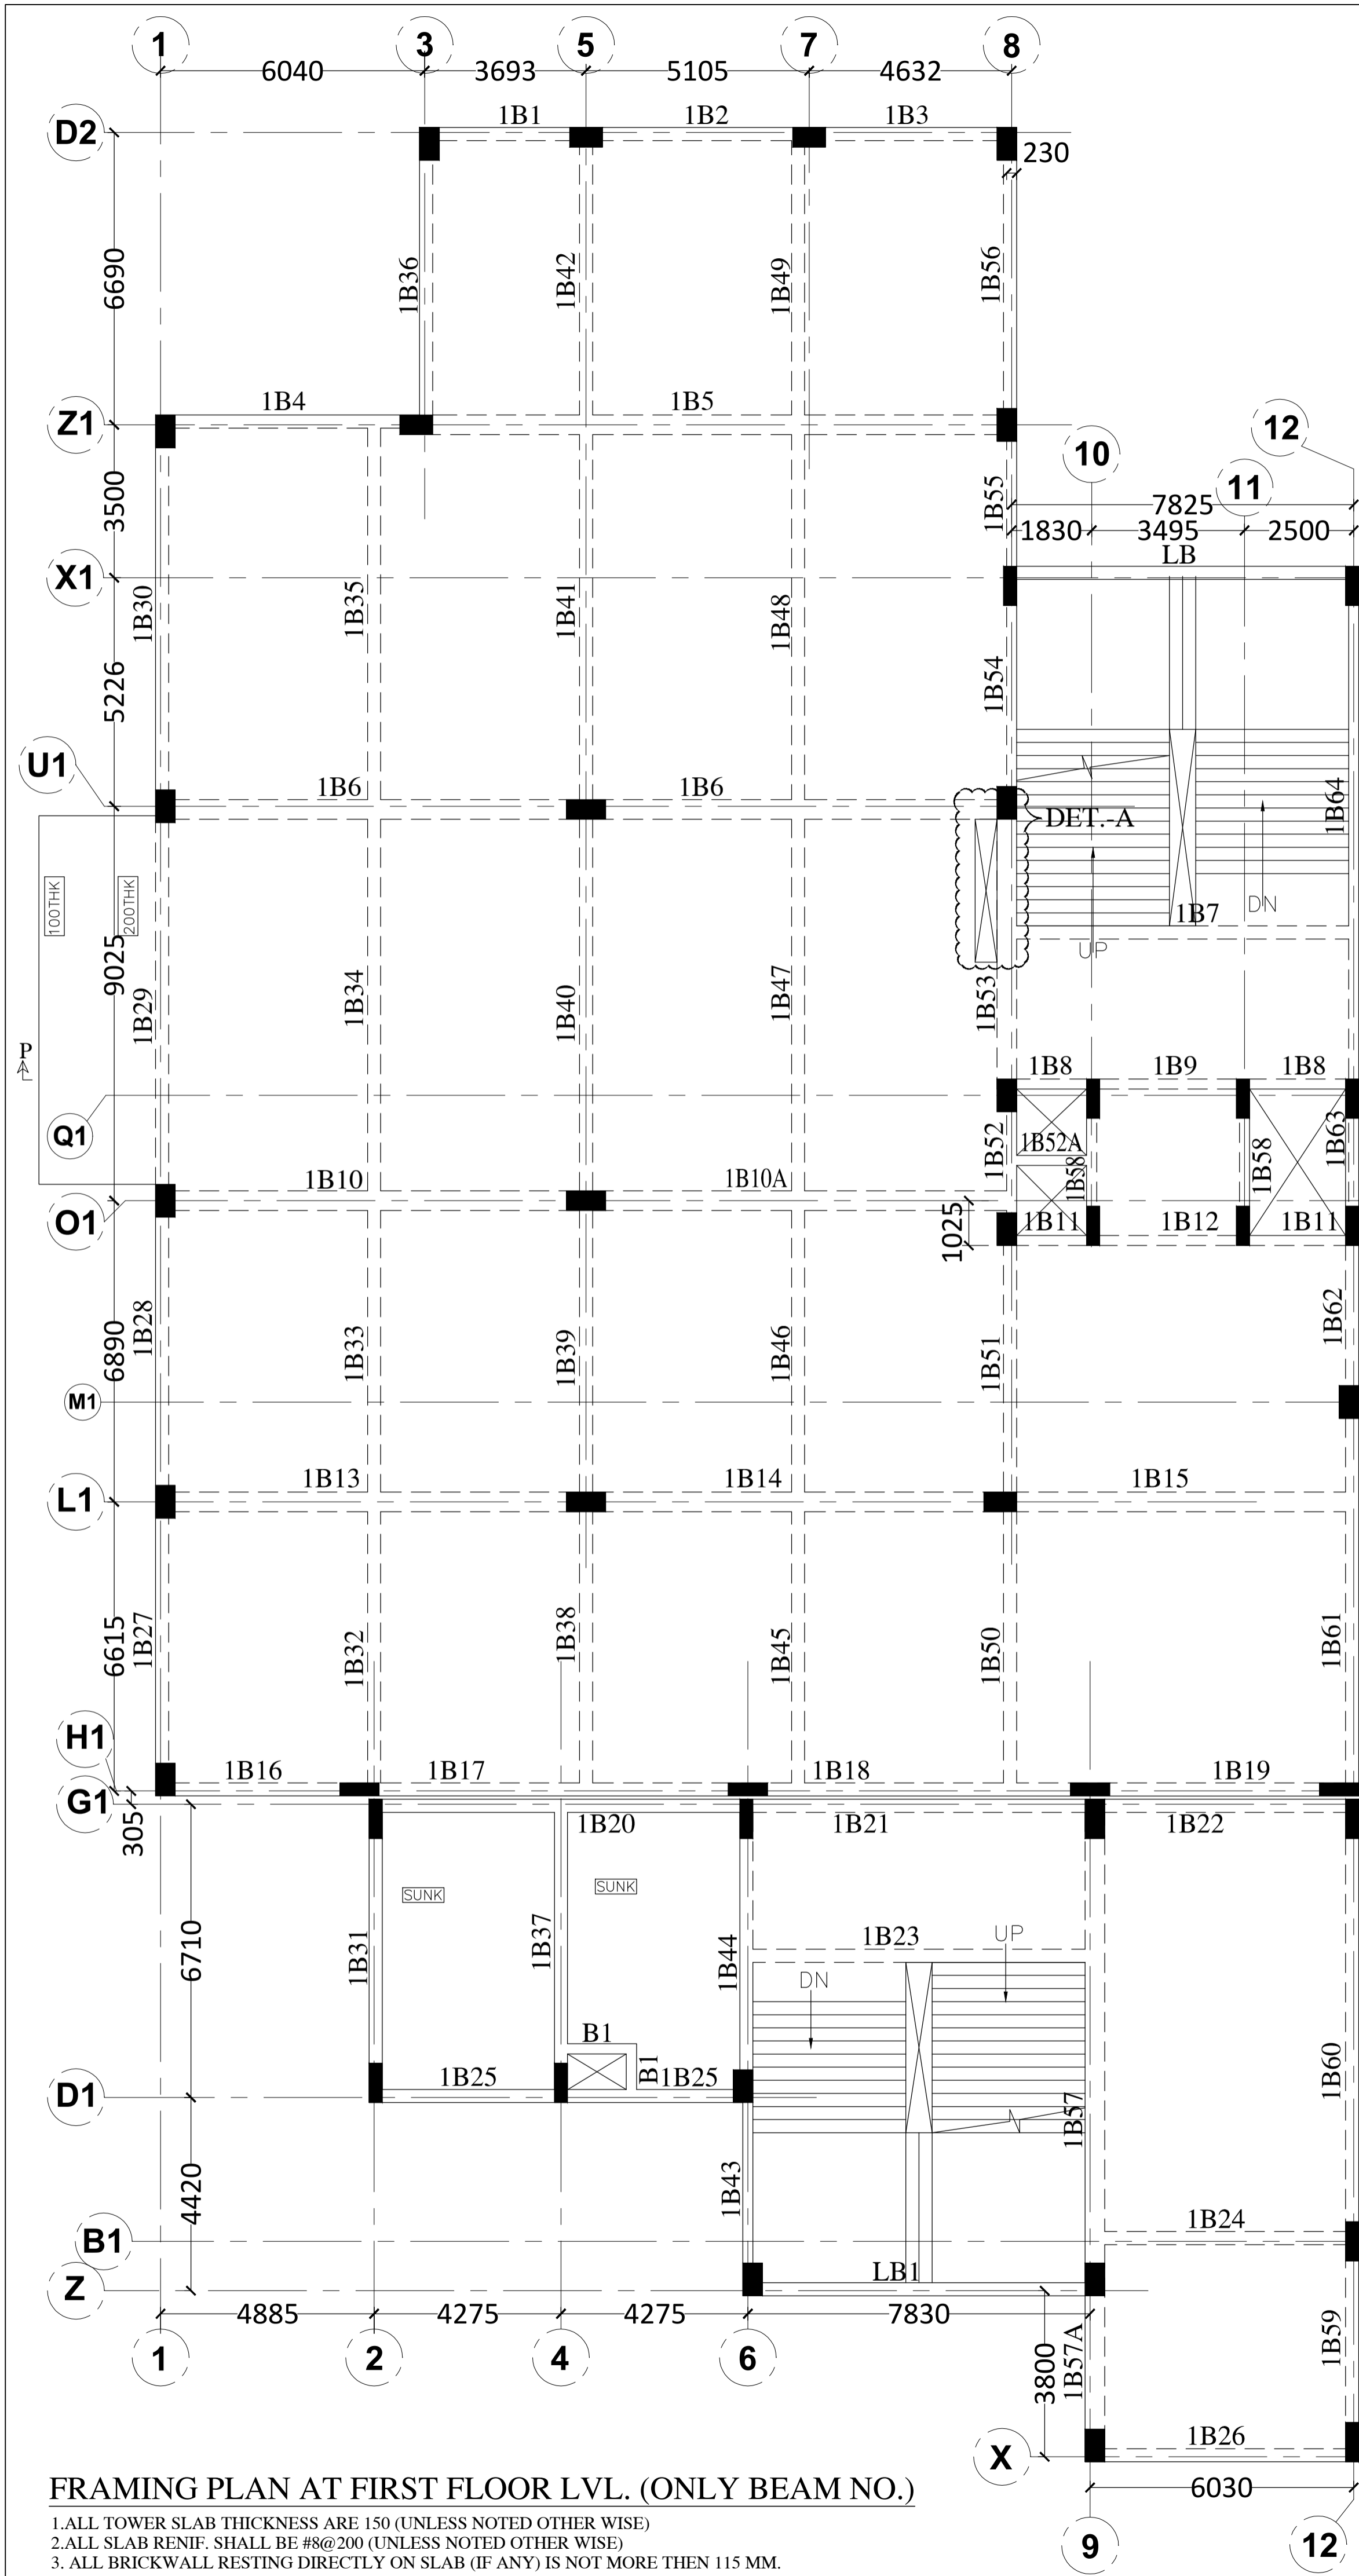 1 3 5 7 8
6040 3693 5105 4632
D2 1B1 1B2 1B3
230
6690 1B36 1B42 1B49 1B56
Z1 1B4 1B5
12
10
11
3500 1B55
7825
1830 3495 2500
LB
X1
1B30 1B35 1B41 1B48
5226 1B54
U1 1B6 1B6
DET.-A 1B64
100THK 200THK
1B7 DN
UP
9025
1B29 1B34 1B40 1B47 1B53
P
1B8 1B9 1B8
Q1
1B52 1B52A 1B58 1B58 1B63
1B10 1B10A
O1
1025 1B11 1B12 1B11
6890 1B28 1B33 1B39 1B46 1B51 1B62
M1
1B13 1B14 1B15
L1
6615 1B27 1B32 1B38 1B45 1B50 1B61
H1
1B16 1B17 1B18 1B19
G1
305 1B20 1B21 1B22
SUNK SUNK
6710 1B31 1B37 1B44 1B23 UP
DN
B1
1B25 B1 1B25
D1
1B57 1B60
4420 1B43
B1 1B24
Z LB1
4885 4275 4275 7830
1 2 4 6
3800 1B57A 1B59
X 1B26
6030
9 12
FRAMING PLAN AT FIRST FLOOR LVL. (ONLY BEAM NO.)
1.ALL TOWER SLAB THICKNESS ARE 150 (UNLESS NOTED OTHER WISE)
2.ALL SLAB RENIF. SHALL BE #8@200 (UNLESS NOTED OTHER WISE)
3. ALL BRICKWALL RESTING DIRECTLY ON SLAB (IF ANY) IS NOT MORE THEN 115 MM.